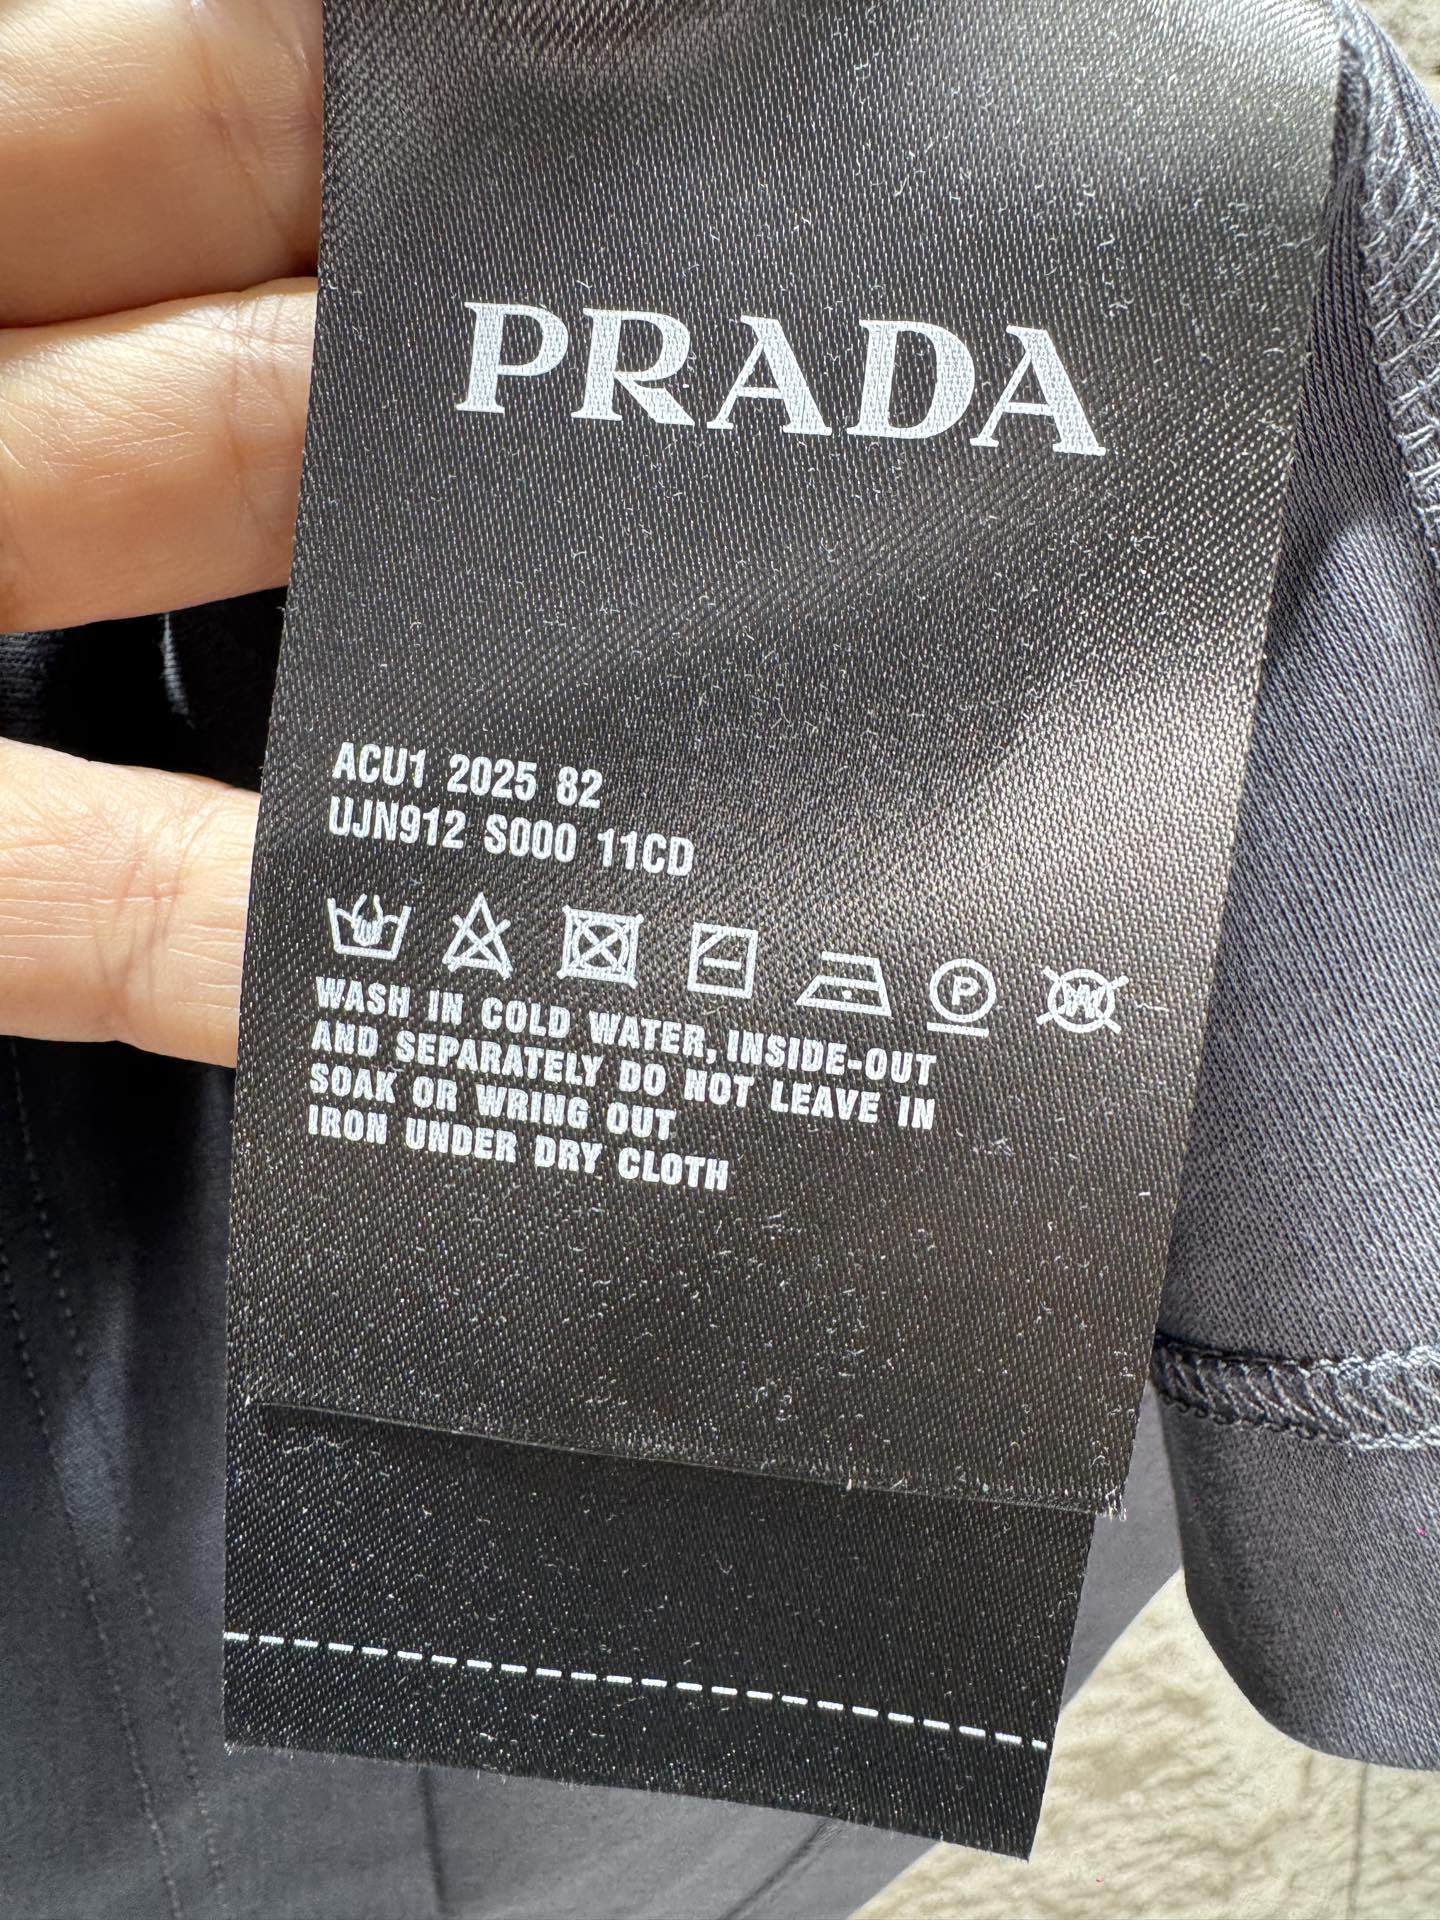 PRADA
ACU1 2025 82
UJN912 S000 11CD
P
WASH IN COLD WATER, INSIDE-OUT
AND SEPARATELY DO NOT LEAVE IN
SOAK OR WRING OUT
IRON UNDER DRY CLOTH